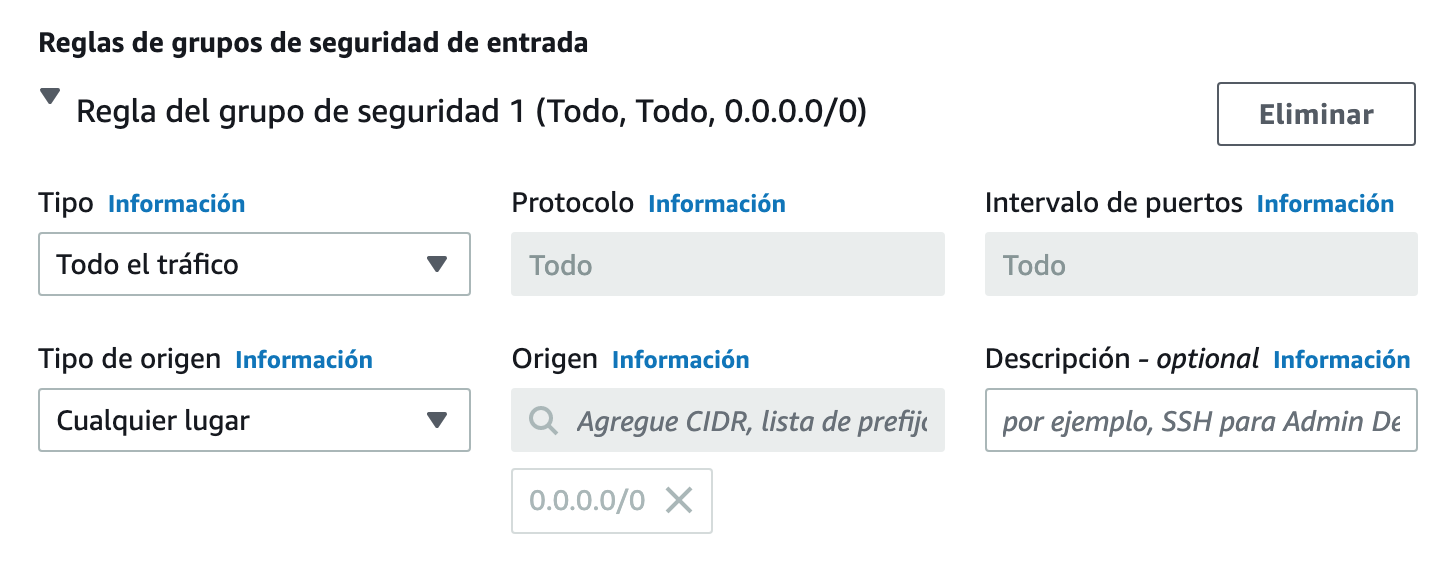 Reglas de grupos de seguridad de entrada
Regla del grupo de seguridad 1 (Todo, Todo, 0.0.0.0/0)
Eliminar
Tipo Información
Protocolo Información
Intervalo de puertos Información
Todo el tráfico
Todo
Todo
Tipo de origen Información
Origen Información
Descripción - optional Información
Cualquier lugar
Agregue CIDR, lista de prefijo
por ejemplo, SSH para Admin De
0.0.0.0/0